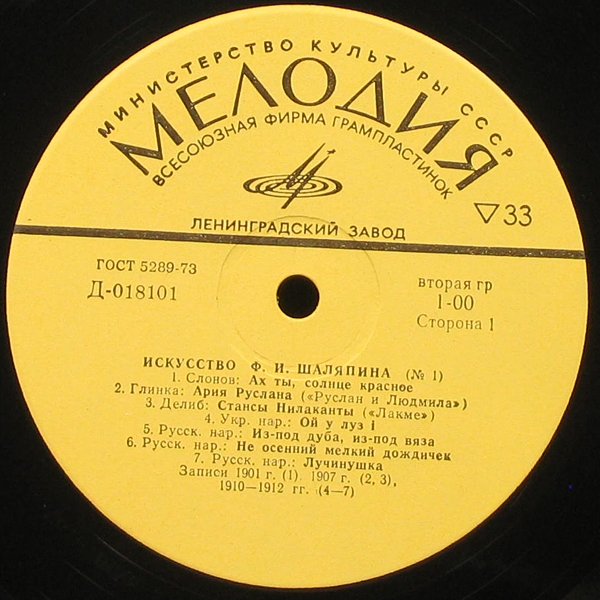 МИНИСТЕРСТВО КУЛЬТУРЫ СССР
МЕЛОДИЯ
ВСЕСОЮЗНАЯ ФИРМА ГРАМПЛАСТИНОК
▽33
ЛЕНИНГРАДСКИЙ ЗАВОД
ГОСТ 5289-73
Д-018101
вторая гр
1-00
Сторона 1
ИСКУССТВО Ф. И. ШАЛЯПИНА (№ 1)
1. Слонов: Ах ты, солнце красное
2. Глинка: Ария Руслана («Руслан и Людмила»)
3. Делиб: Стансы Нилаканты («Лакме»)
4. Укр. нар.: Ой у лузі
5. Русск. нар.: Из-под дуба, из-под вяза
6. Русск. нар.: Не осенний мелкий дождичек
7. Русск. нар.: Лучинушка
Записи 1901 г. (1). 1907 г. (2, 3),
1910—1912 гг. (4—7)